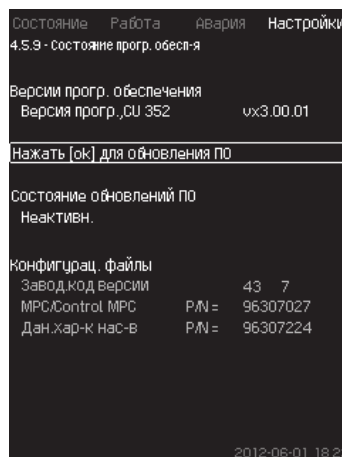 Состояние Работа Авария Настройки
4.5.9 - Состояние прогр. обесп-я
Версии прогр. обеспечения
Версия прогр.,CU 352 vx3.00.01
Нажать [ok] для обновления ПО
Состояние обновлений ПО
Неактивн.
Конфигурац. файлы
Завод.код версии 43 7
MPC/Control MPC P/N = 96307027
Дан.хар-к нас-в P/N = 96307224
2012-06-01 18:2